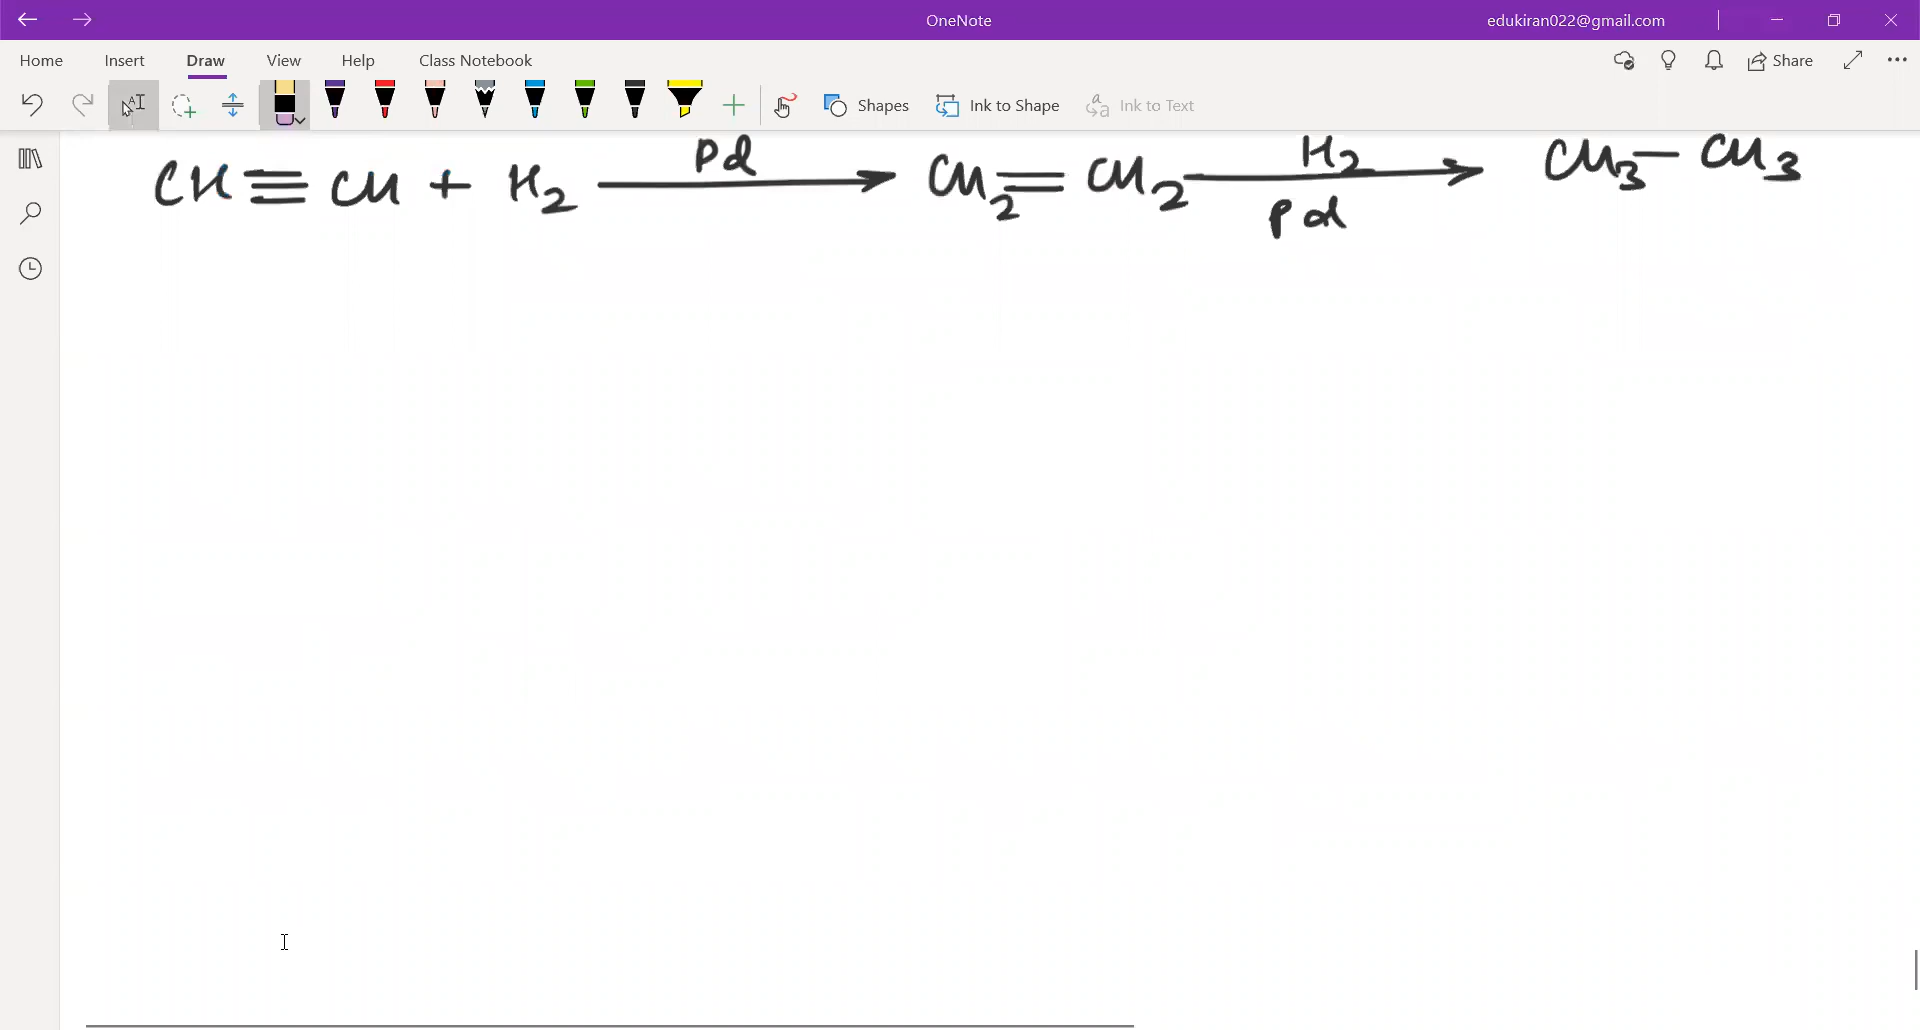 OneNote
edukiran022@gmail.com
Home Insert Draw View Help Class Notebook Share
Shapes Ink to Shape Ink to Text
CH≡CH + H₂ —Pd→ CH₂=CH₂ —H₂/Pd→ CH₃—CH₃